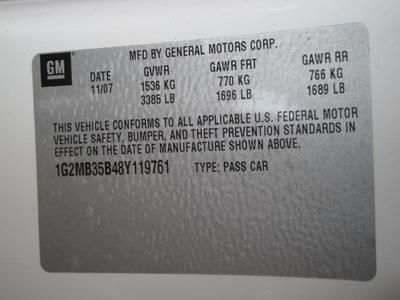 GM
MFD BY GENERAL MOTORS CORP.
DATE GVWR GAWR FRT GAWR RR
11/07 1536 KG 770 KG 766 KG
3385 LB 1696 LB 1689 LB
THIS VEHICLE CONFORMS TO ALL APPLICABLE U.S. FEDERAL MOTOR
VEHICLE SAFETY, BUMPER, AND THEFT PREVENTION STANDARDS IN
EFFECT ON THE DATE OF MANUFACTURE SHOWN ABOVE.
1G2MB35B48Y119761 TYPE: PASS CAR